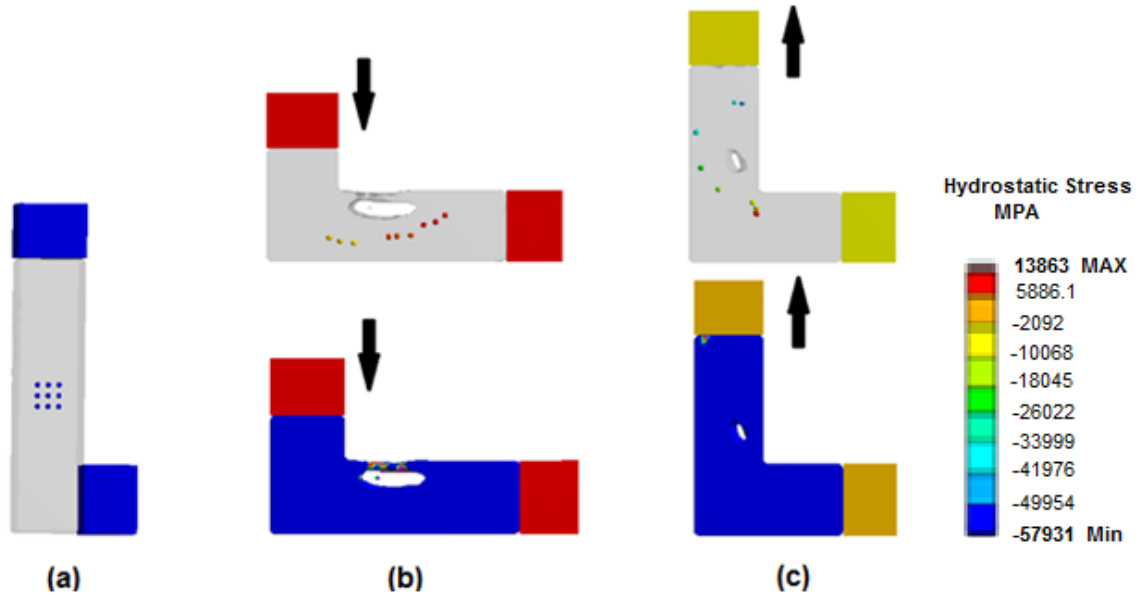 Hydrostatic Stress
MPA
13863 MAX
5886.1
-2092
-10068
-18045
-26022
-33999
-41976
-49954
-57931 Min
(a)
(b)
(c)